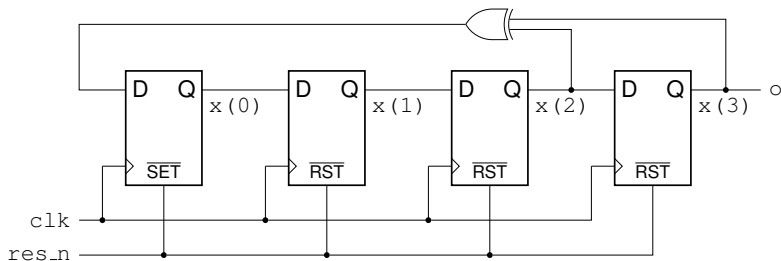 D Q D Q D Q D Q o
x(0) x(1) x(2) x(3)
SET RST RST RST
clk
res_n